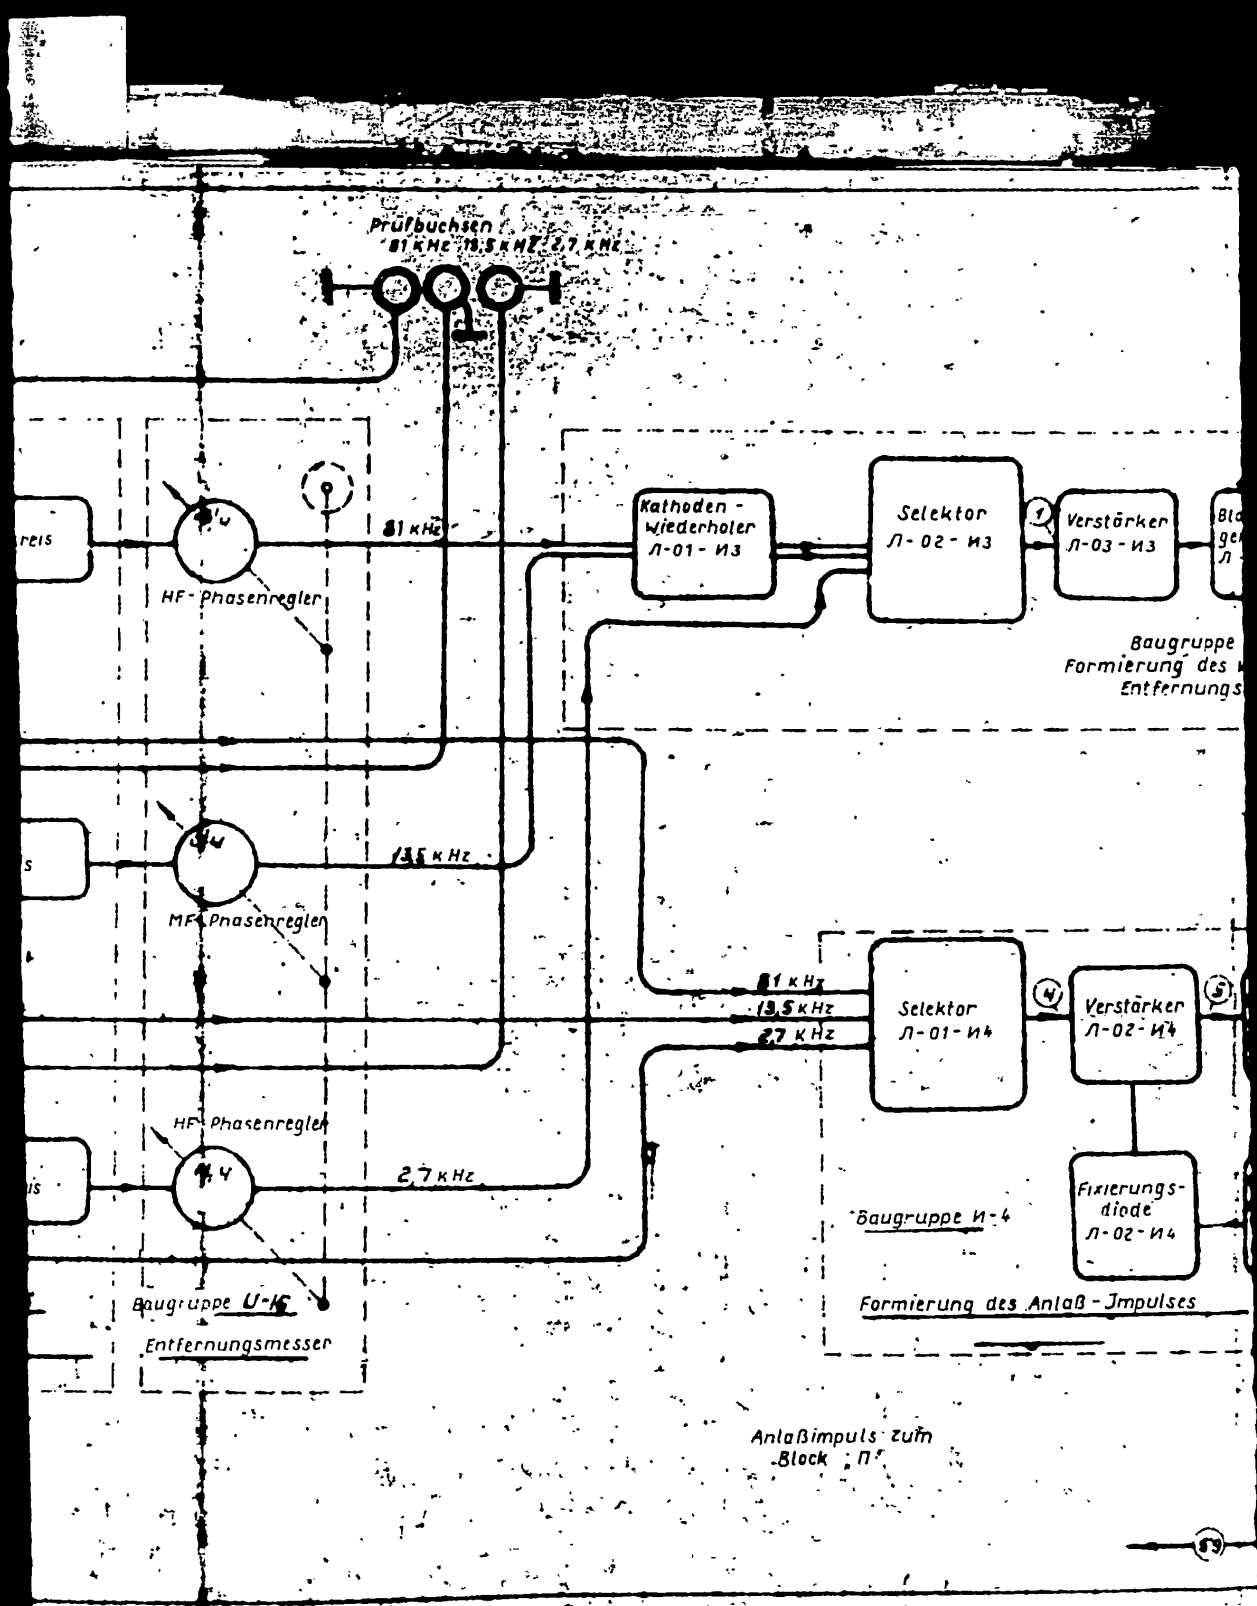 Prüfbuchsen
81 kHz 13,5 kHz 2,7 kHz
reis
HF-Phasenregler
81 kHz
Kathoden-
wiederholer
Л-01-И3
Selektor
Л-02-И3
1
Verstärker
Л-03-И3
Baugruppe
Formierung des
Entfernungs
s
MF-Phasenregler
13,5 kHz
81 kHz
13,5 kHz
2,7 kHz
Selektor
Л-01-И4
4
Verstärker
Л-02-И4
5
HF-Phasenregler
is
2,7 kHz
Fixierungs-
diode
Л-02-И4
Baugruppe И-4
Baugruppe
Entfernungsmesser
Formierung des Anlaß-Impulses
Anlaßimpuls zum
Block „П"
59